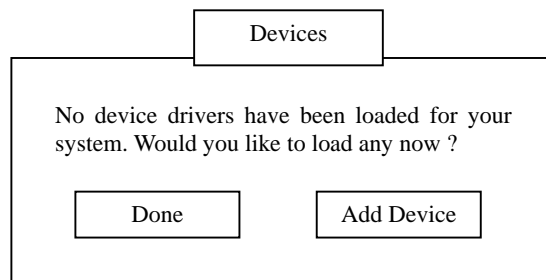 Devices
No device drivers have been loaded for your
system. Would you like to load any now ?
Done
Add Device